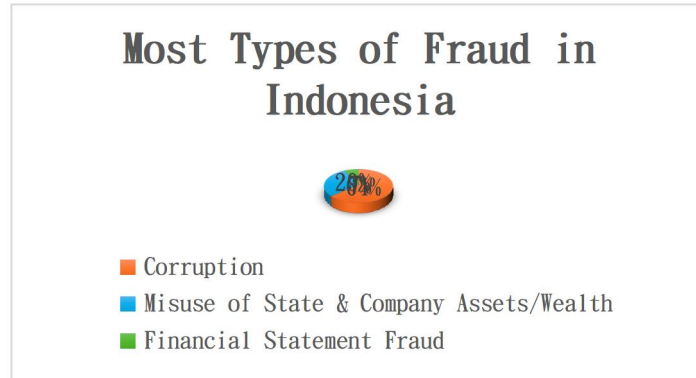 Most Types of Fraud in
Indonesia
Corruption
Misuse of State & Company Assets/Wealth
Financial Statement Fraud